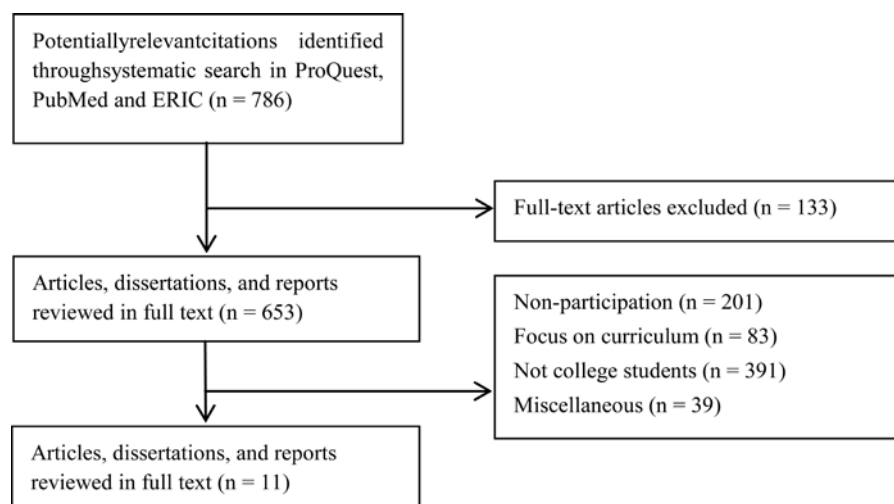 Potentiallyrelevantcitations identified
throughsystematic search in ProQuest,
PubMed and ERIC (n = 786)
Full-text articles excluded (n = 133)
Articles, dissertations, and reports
reviewed in full text (n = 653)
Non-participation (n = 201)
Focus on curriculum (n = 83)
Not college students (n = 391)
Miscellaneous (n = 39)
Articles, dissertations, and reports
reviewed in full text (n = 11)